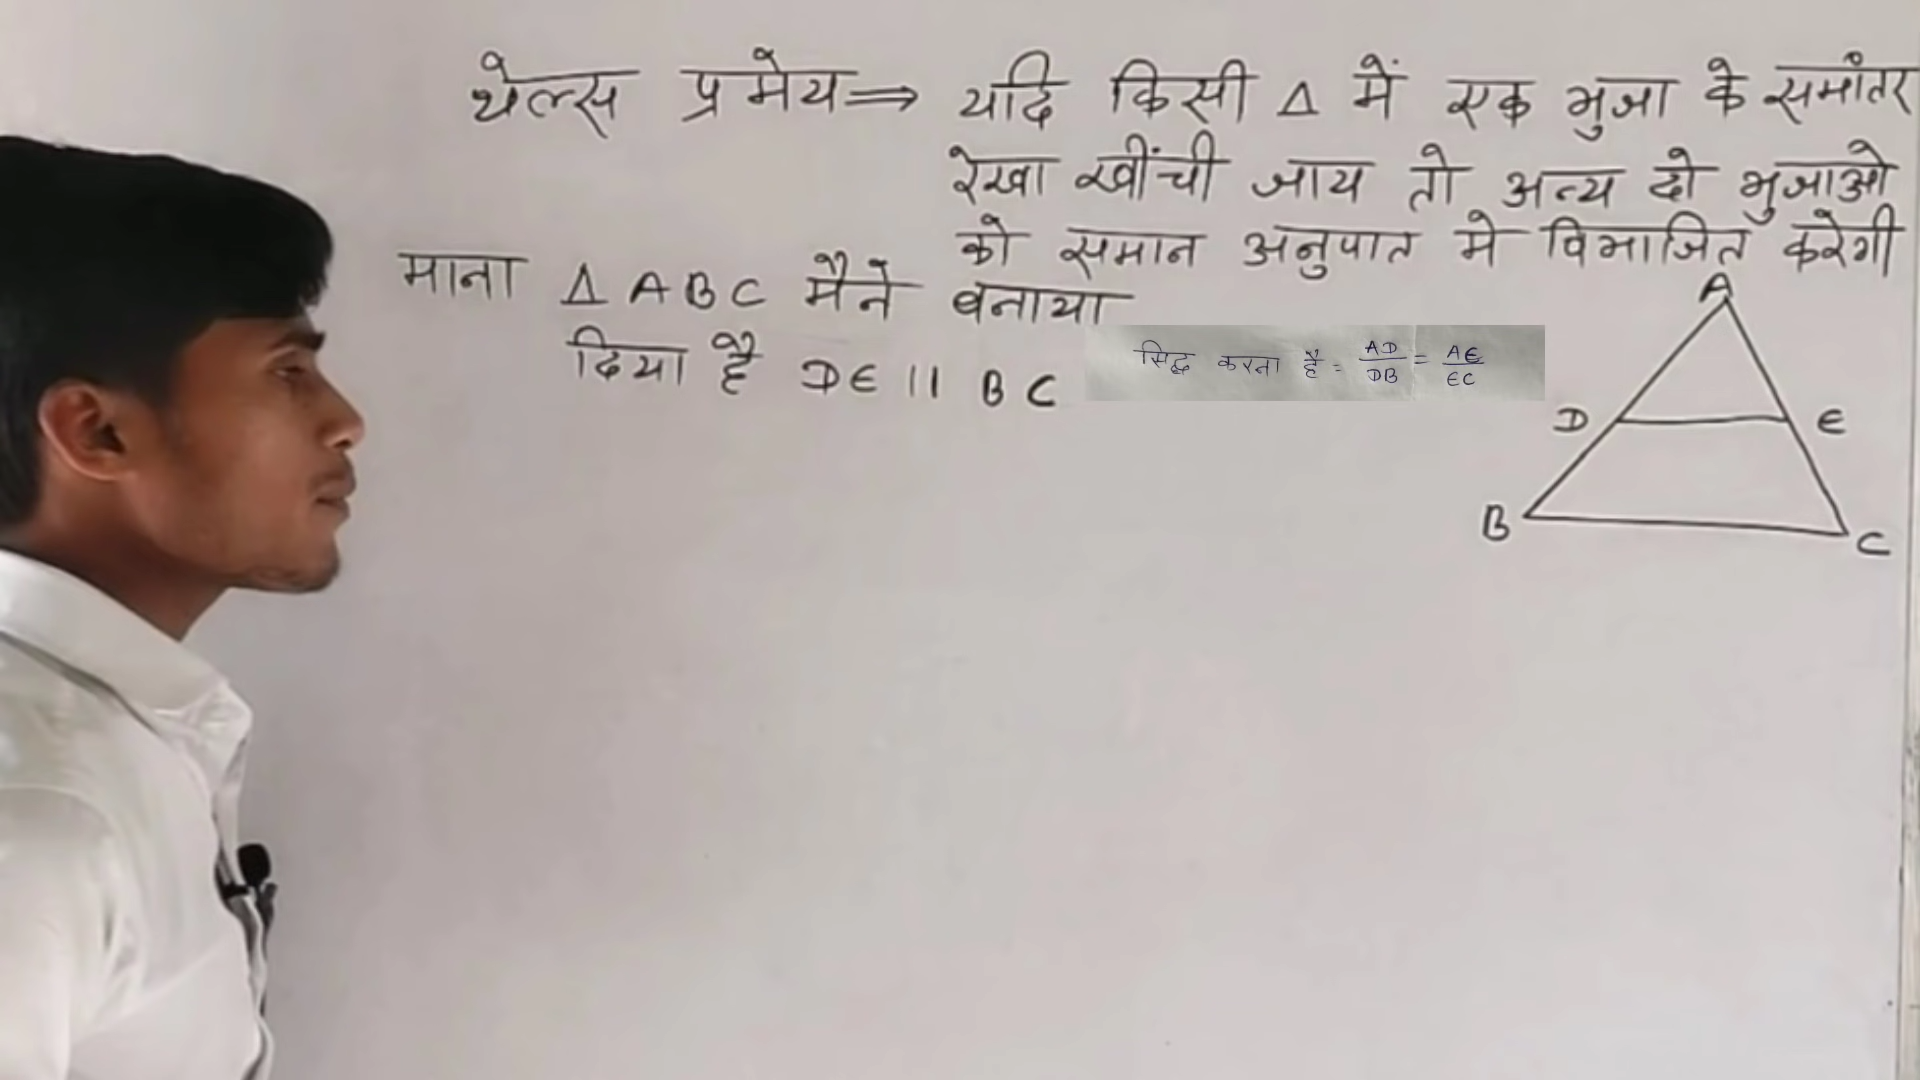 थेल्स प्रमेय ⇒ यदि किसी Δ में एक भुजा के समांतर
रेखा खींची जाय तो अन्य दो भुजाओ
को समान अनुपात मे विभाजित करेगी
माना Δ ABC मैने बनाया
दिया है DE || BC
सिद्ध करना है = AD/DB = AE/EC
A
D E
B C